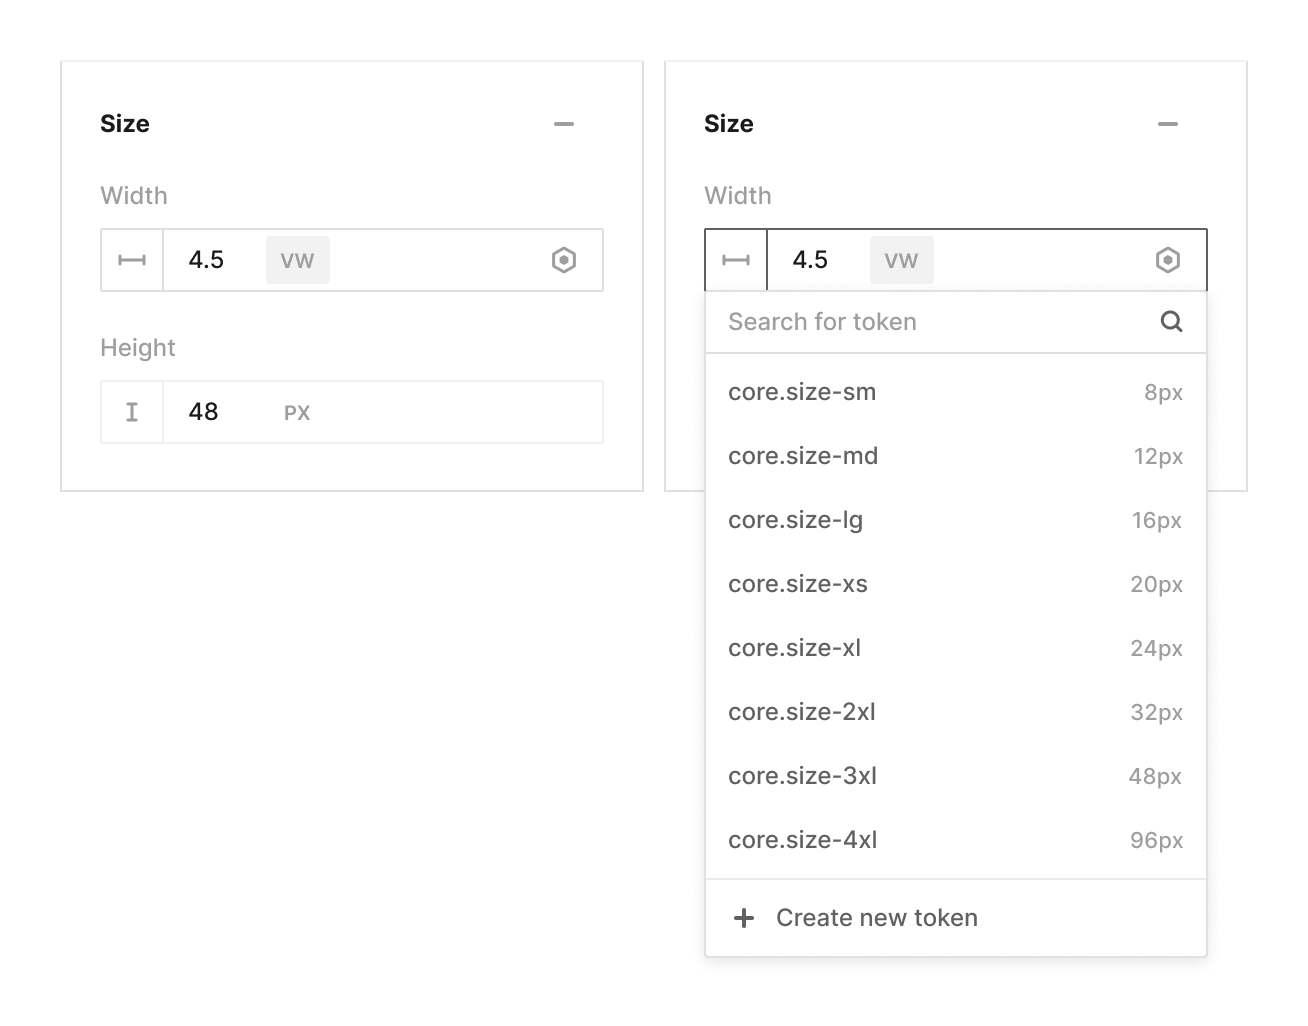 Size
Width
4.5 VW
Height
48 PX
Size
Width
4.5 VW
Search for token
core.size-sm 8px
core.size-md 12px
core.size-lg 16px
core.size-xs 20px
core.size-xl 24px
core.size-2xl 32px
core.size-3xl 48px
core.size-4xl 96px
Create new token